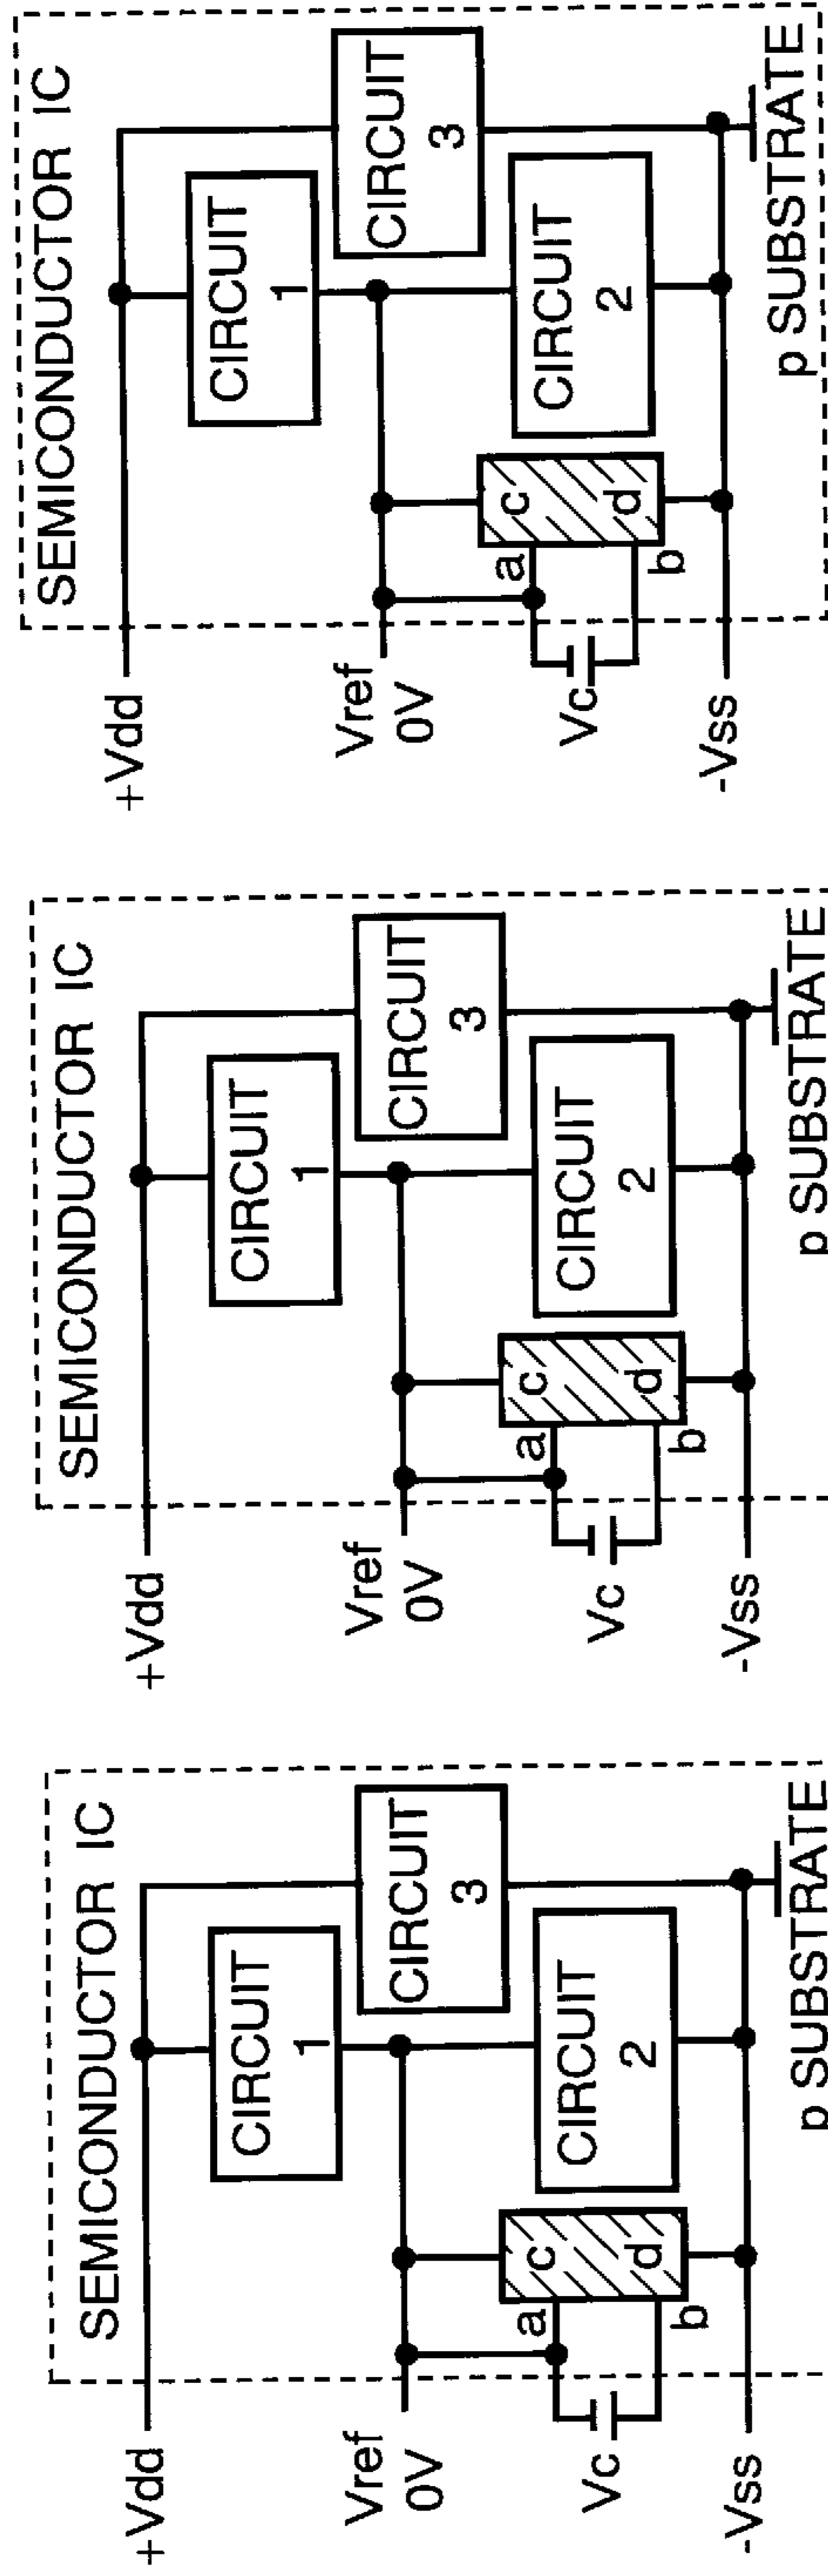 SEMICONDUCTOR IC
+Vdd
CIRCUIT
1
CIRCUIT
3
Vref
0V
a
c
CIRCUIT
2
Vc
d
b
-Vss
p SUBSTRATE
SEMICONDUCTOR IC
+Vdd
CIRCUIT
1
CIRCUIT
3
Vref
0V
a
c
CIRCUIT
2
Vc
d
b
-Vss
p SUBSTRATE
SEMICONDUCTOR IC
+Vdd
CIRCUIT
1
CIRCUIT
3
Vref
0V
a
c
CIRCUIT
2
Vc
d
b
-Vss
p SUBSTRATE